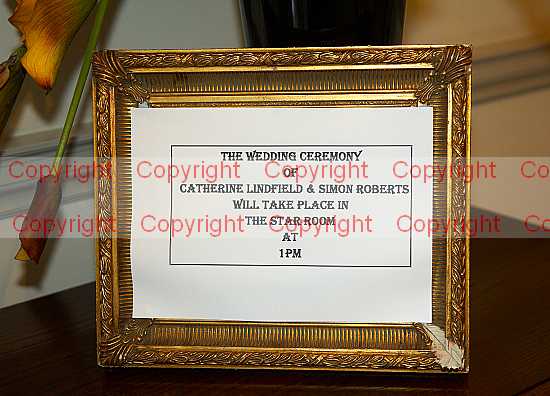 THE WEDDING CEREMONY
OF
Copyright Copyright Copyright Copyright Copyright
CATHERINE LINDFIELD & SIMON ROBERTS
WILL TAKE PLACE IN
THE STAR ROOM
Copyright Copyright Copyright Copyright Copyright
AT
1PM